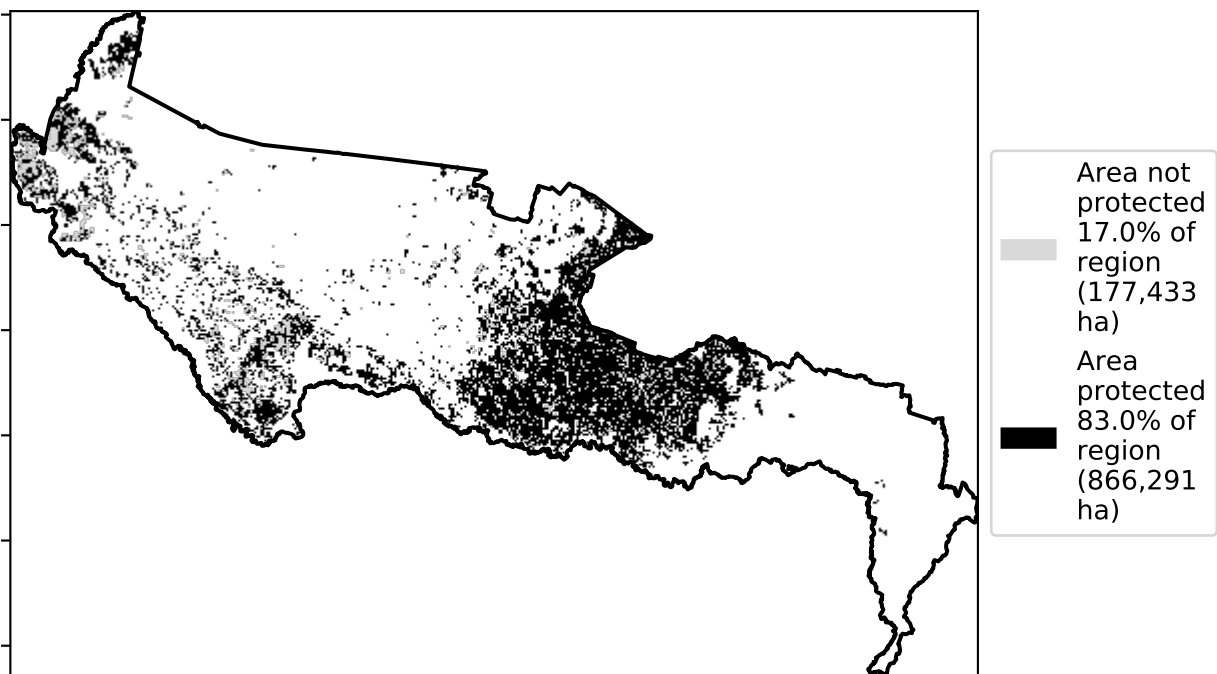 Area not
protected
17.0% of
region
(177,433
ha)
Area
protected
83.0% of
region
(866,291
ha)